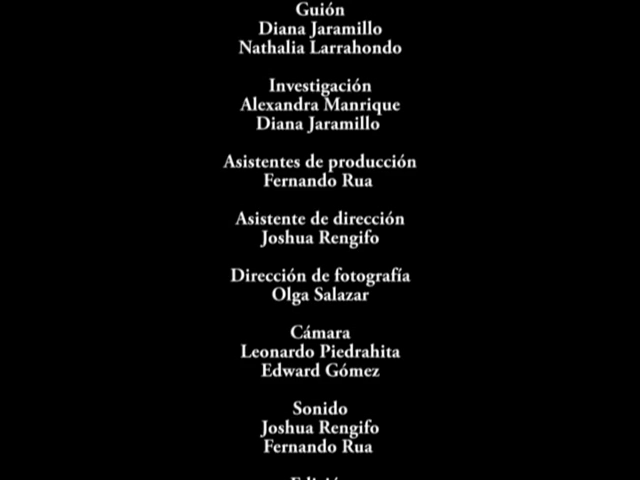 Guión
Diana Jaramillo
Nathalia Larrahondo
Investigación
Alexandra Manrique
Diana Jaramillo
Asistentes de producción
Fernando Rua
Asistente de dirección
Joshua Rengifo
Dirección de fotografía
Olga Salazar
Cámara
Leonardo Piedrahita
Edward Gómez
Sonido
Joshua Rengifo
Fernando Rua